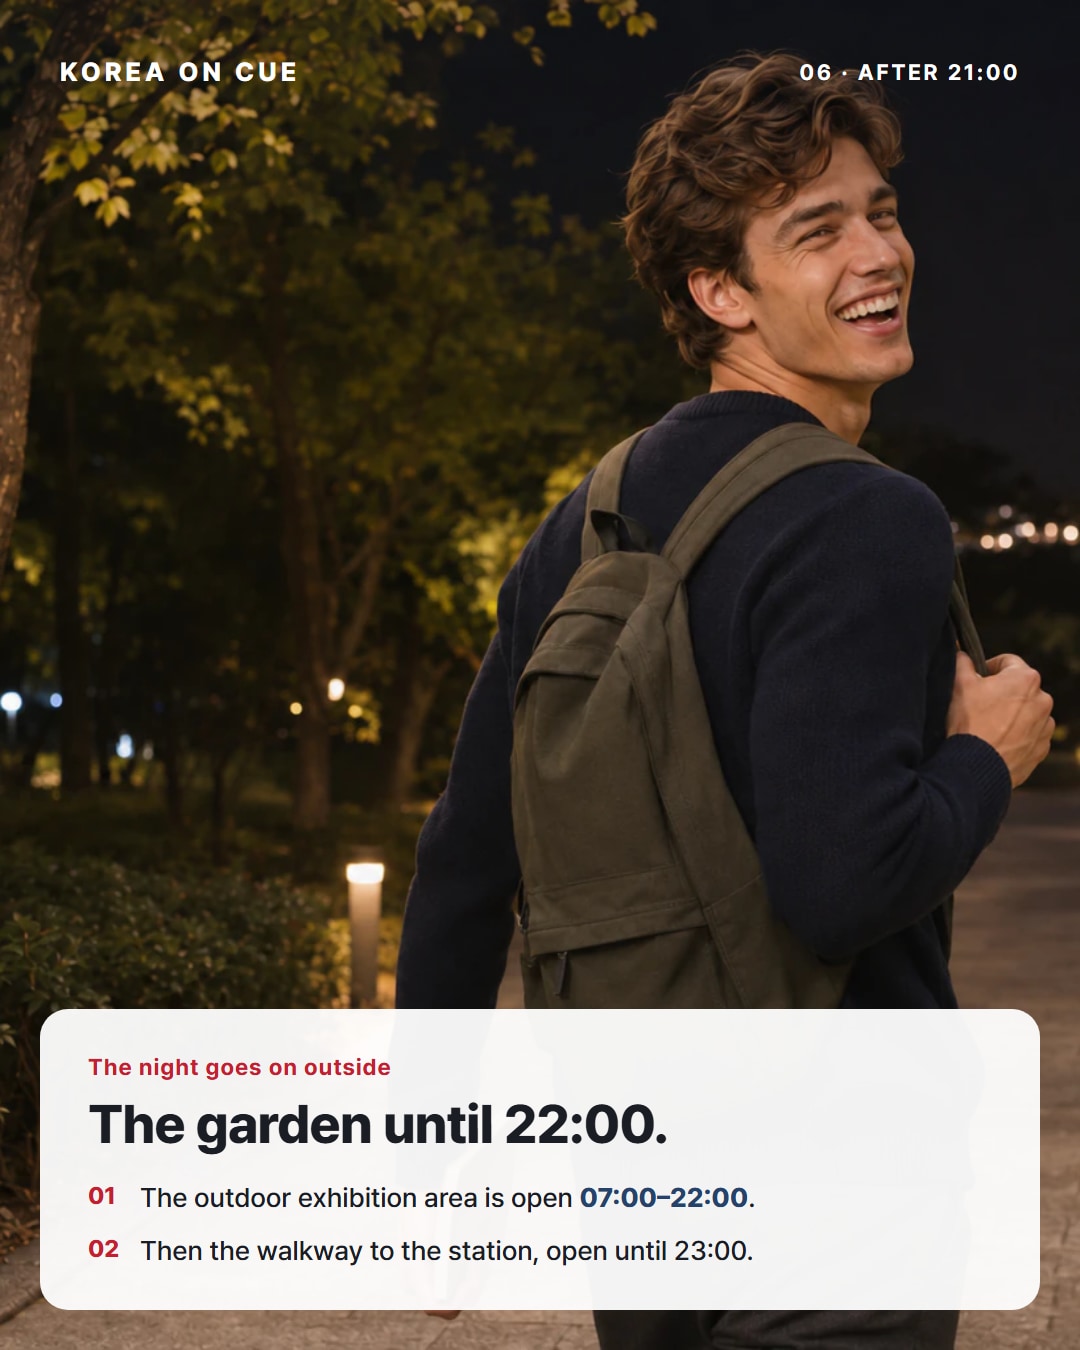 KOREA ON CUE
06 · AFTER 21:00
The night goes on outside
The garden until 22:00.
01 The outdoor exhibition area is open 07:00–22:00.
02 Then the walkway to the station, open until 23:00.